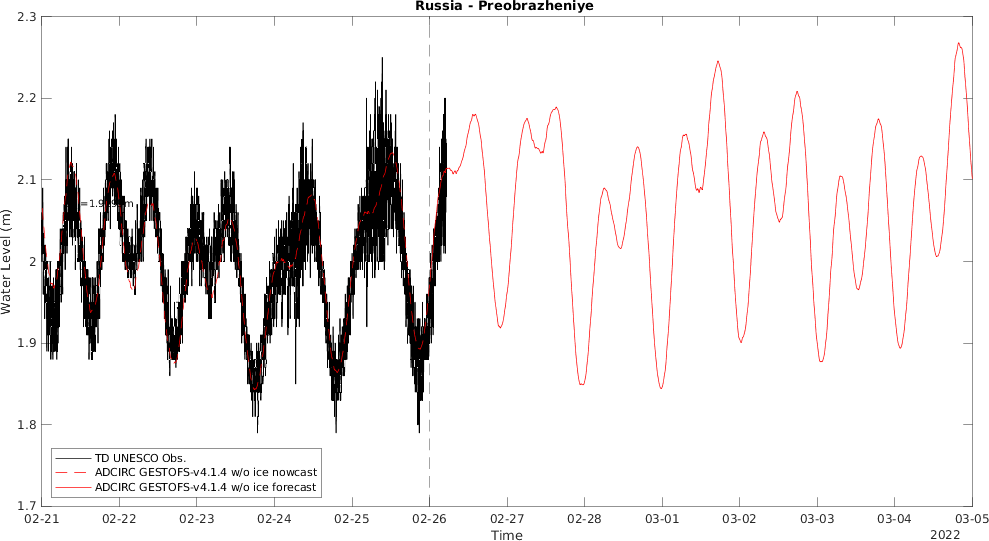 Russia - Preobrazheniye
2.3
2.2
2.1
2
1.9
1.8
1.7
Water Level (m)
TD UNESCO Obs.
ADCIRC GESTOFS-v4.1.4 w/o ice nowcast
ADCIRC GESTOFS-v4.1.4 w/o ice forecast
02-21 02-22 02-23 02-24 02-25 02-26 02-27 02-28 03-01 03-02 03-03 03-04 03-05
Time
2022